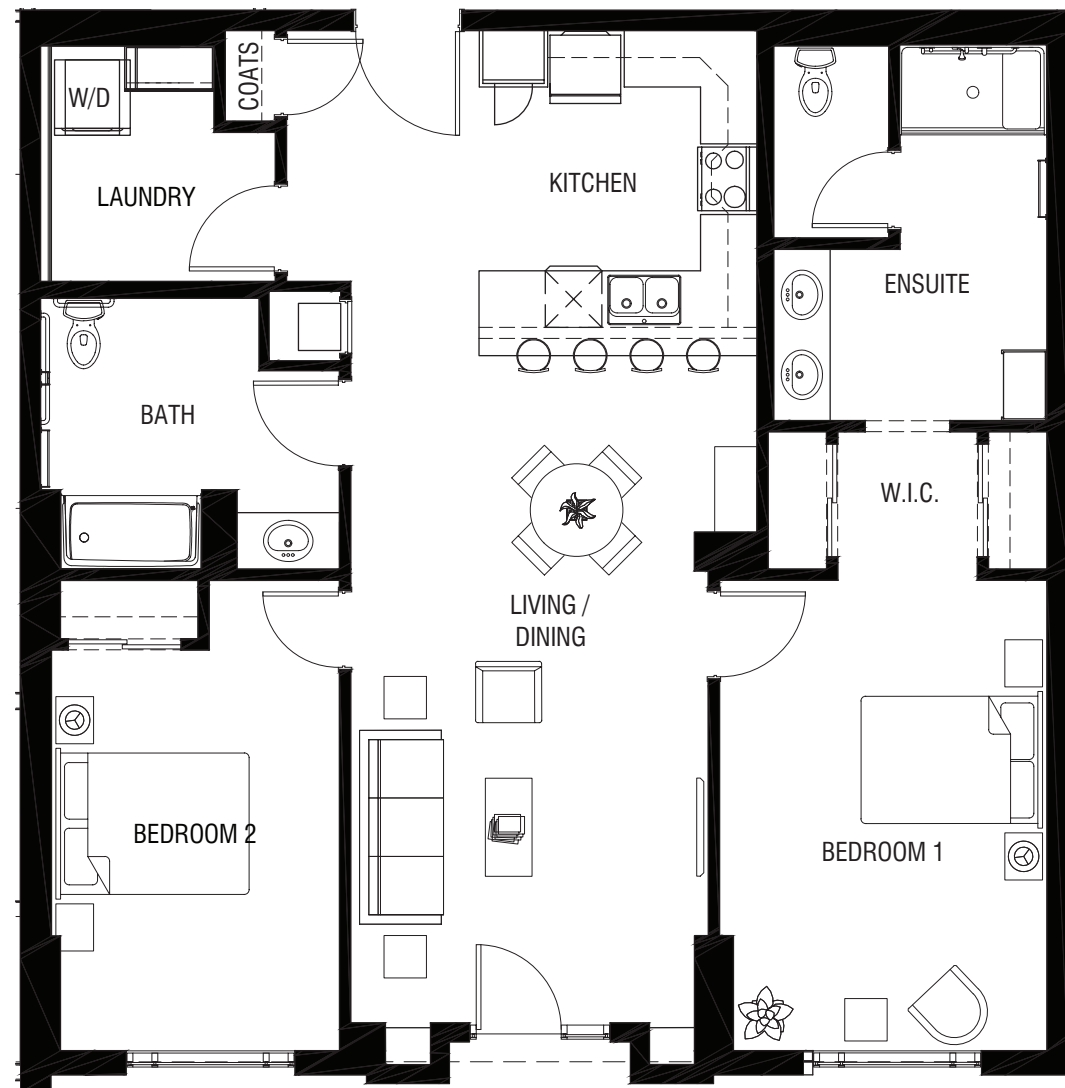 COATS
W/D
LAUNDRY
KITCHEN
ENSUITE
BATH
W.I.C.
LIVING /
DINING
BEDROOM 2
BEDROOM 1